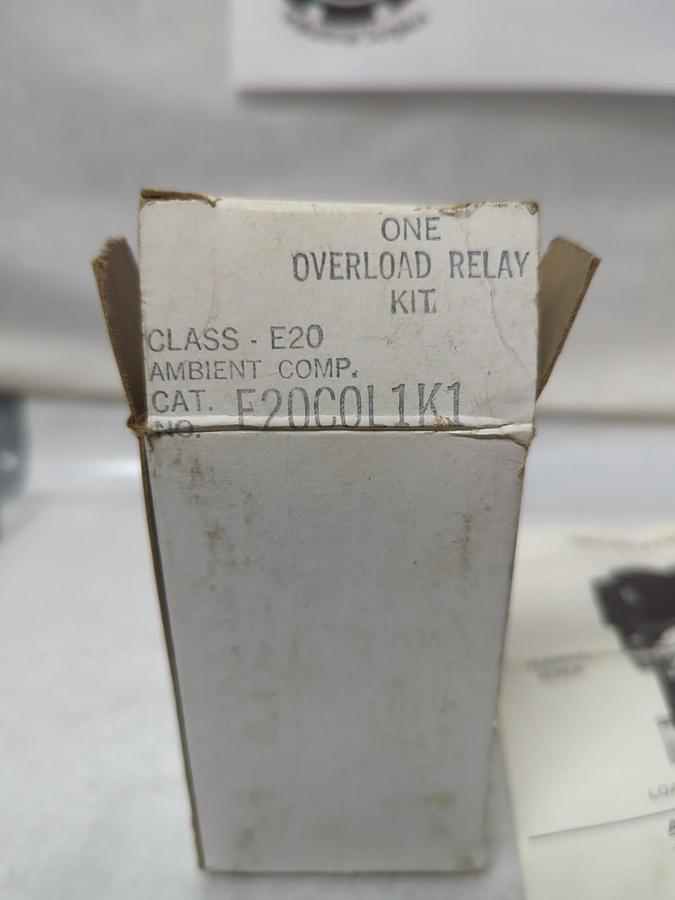 ONE
OVERLOAD RELAY
KIT.
CLASS - E20
AMBIENT COMP.
CAT. E20COL1K1
NO.